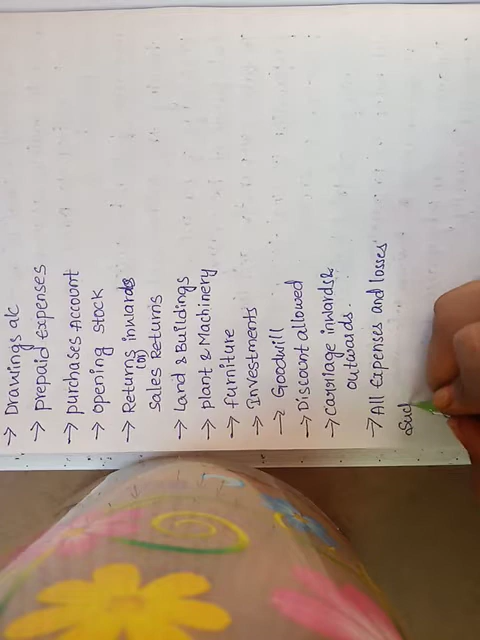 → Drawings a/c
→ prepaid expenses
→ purchases Account
→ opening stock
→ Returns inwards
(or)
Sales Returns
→ Land & Buildings
→ plant & Machinery
→ furniture
→ Investments
→ Goodwill
→ Discount allowed
→ carriage inwards &
outwards.
→ All Expenses and losses
Suc